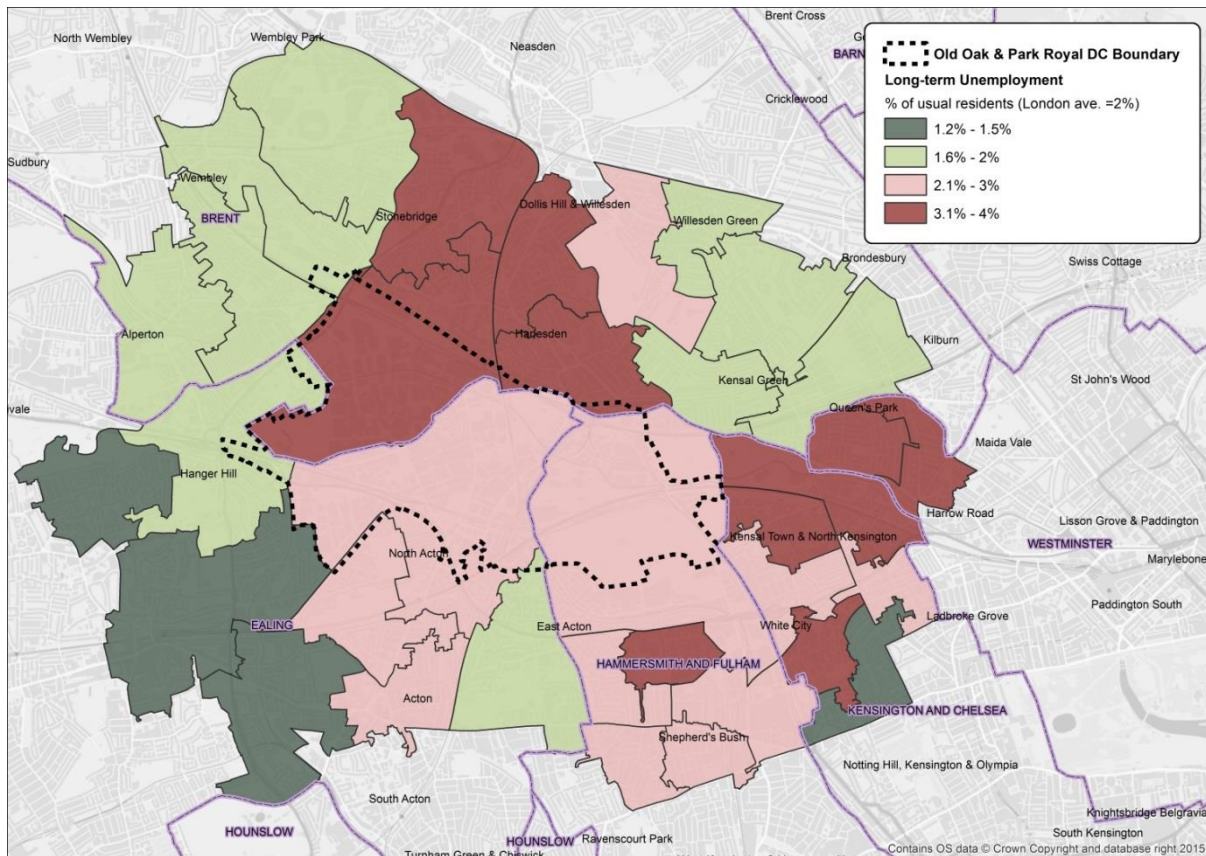 Brent Cross
North Wembley
Wembley Park
Neasden
BARN
Cricklewood
Old Oak & Park Royal DC Boundary
Long-term Unemployment
% of usual residents (London ave. =2%)
1.2% - 1.5%
1.6% - 2%
2.1% - 3%
3.1% - 4%
Sudbury
Wembley
BRENT
Stonebridge
Dollis Hill & Willesden
Willesden Green
Brondesbury
Swiss Cottage
Alperton
Harlesden
Kilburn
Kensal Green
St John's Wood
vale
Queen's Park
Maida Vale
Hanger Hill
Harrow Road
Lisson Grove & Paddington
Kensal Town & North Kensington
WESTMINSTER
North Acton
Marylebone
Paddington South
EALING
East Acton
White City
Ladbroke Grove
HAMMERSMITH AND FULHAM
Acton
KENSINGTON AND CHELSEA
Shepherd's Bush
Notting Hill, Kensington & Olympia
South Acton
Knightsbridge Belgravia
HOUNSLOW
HOUNSLOW
Ravenscourt Park
South Kensington
Turnham Green & Chiswick
Contains OS data © Crown Copyright and database right 2015